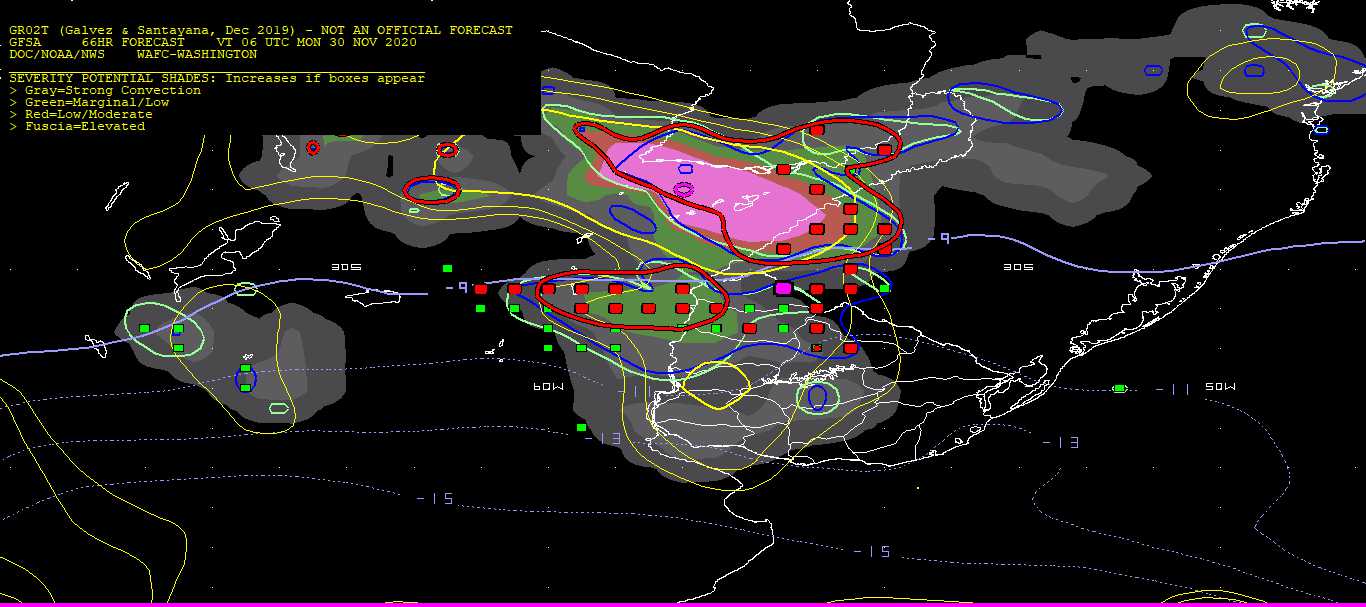 GR02T (Galvez & Santayana, Dec 2019) - NOT AN OFFICIAL FORECAST
GFSA 66HR FORECAST VT 06 UTC MON 30 NOV 2020
DOC/NOAA/NWS WAFC-WASHINGTON
SEVERITY POTENTIAL SHADES: Increases if boxes appear
> Gray=Strong Convection
> Green=Marginal/Low
> Red=Low/Moderate
> Fuscia=Elevated
-9
30S
30S
-9
60W
-11
-11
50W
-13
-13
-15
-15